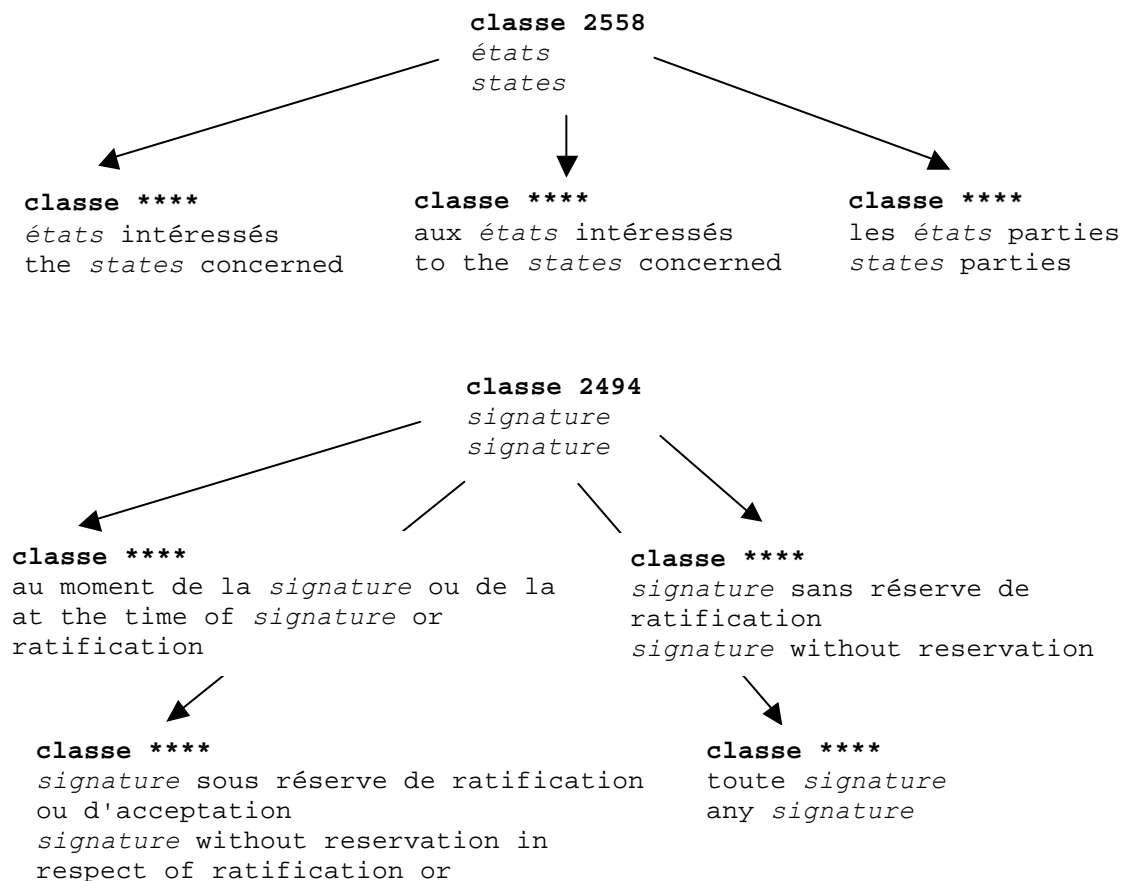 classe 2558
états
states
classe ****
états intéressés
the states concerned
classe ****
aux états intéressés
to the states concerned
classe ****
les états parties
states parties
classe 2494
signature
signature
classe ****
au moment de la signature ou de la
at the time of signature or
ratification
classe ****
signature sans réserve de
ratification
signature without reservation
classe ****
signature sous réserve de ratification
ou d'acceptation
signature without reservation in
respect of ratification or
classe ****
toute signature
any signature